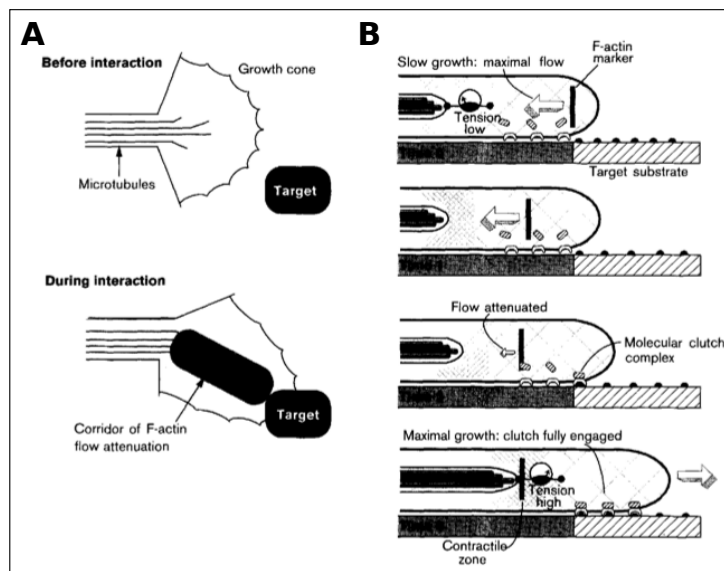 A
Before interaction
Growth cone
Microtubules
Target
During interaction
Target
Corridor of F-actin
flow attenuation
B
Slow growth: maximal flow
F-actin
marker
Tension
low
Target substrate
Flow attenuated
Molecular clutch
complex
Maximal growth: clutch fully engaged
Tension
high
Contractile
zone